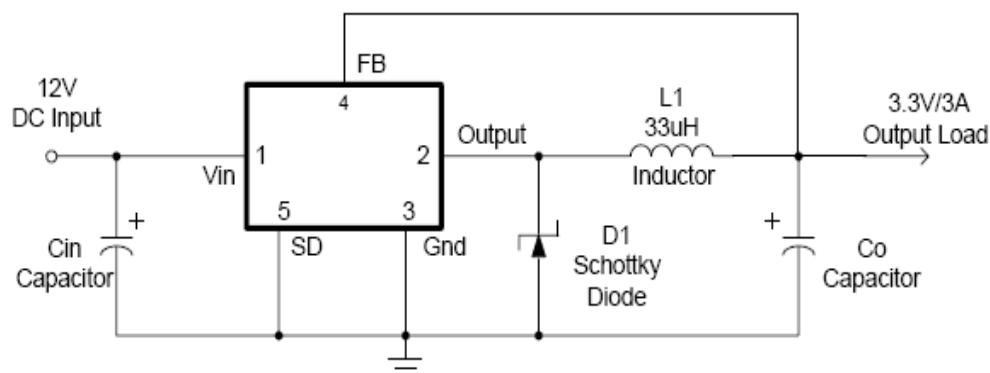 FB
12V
DC Input
4
L1
33uH
3.3V/3A
Output Load
Output
1
2
Vin
Inductor
5
3
SD
Gnd
+
Cin
Capacitor
D1
Schottky
Diode
+
Co
Capacitor